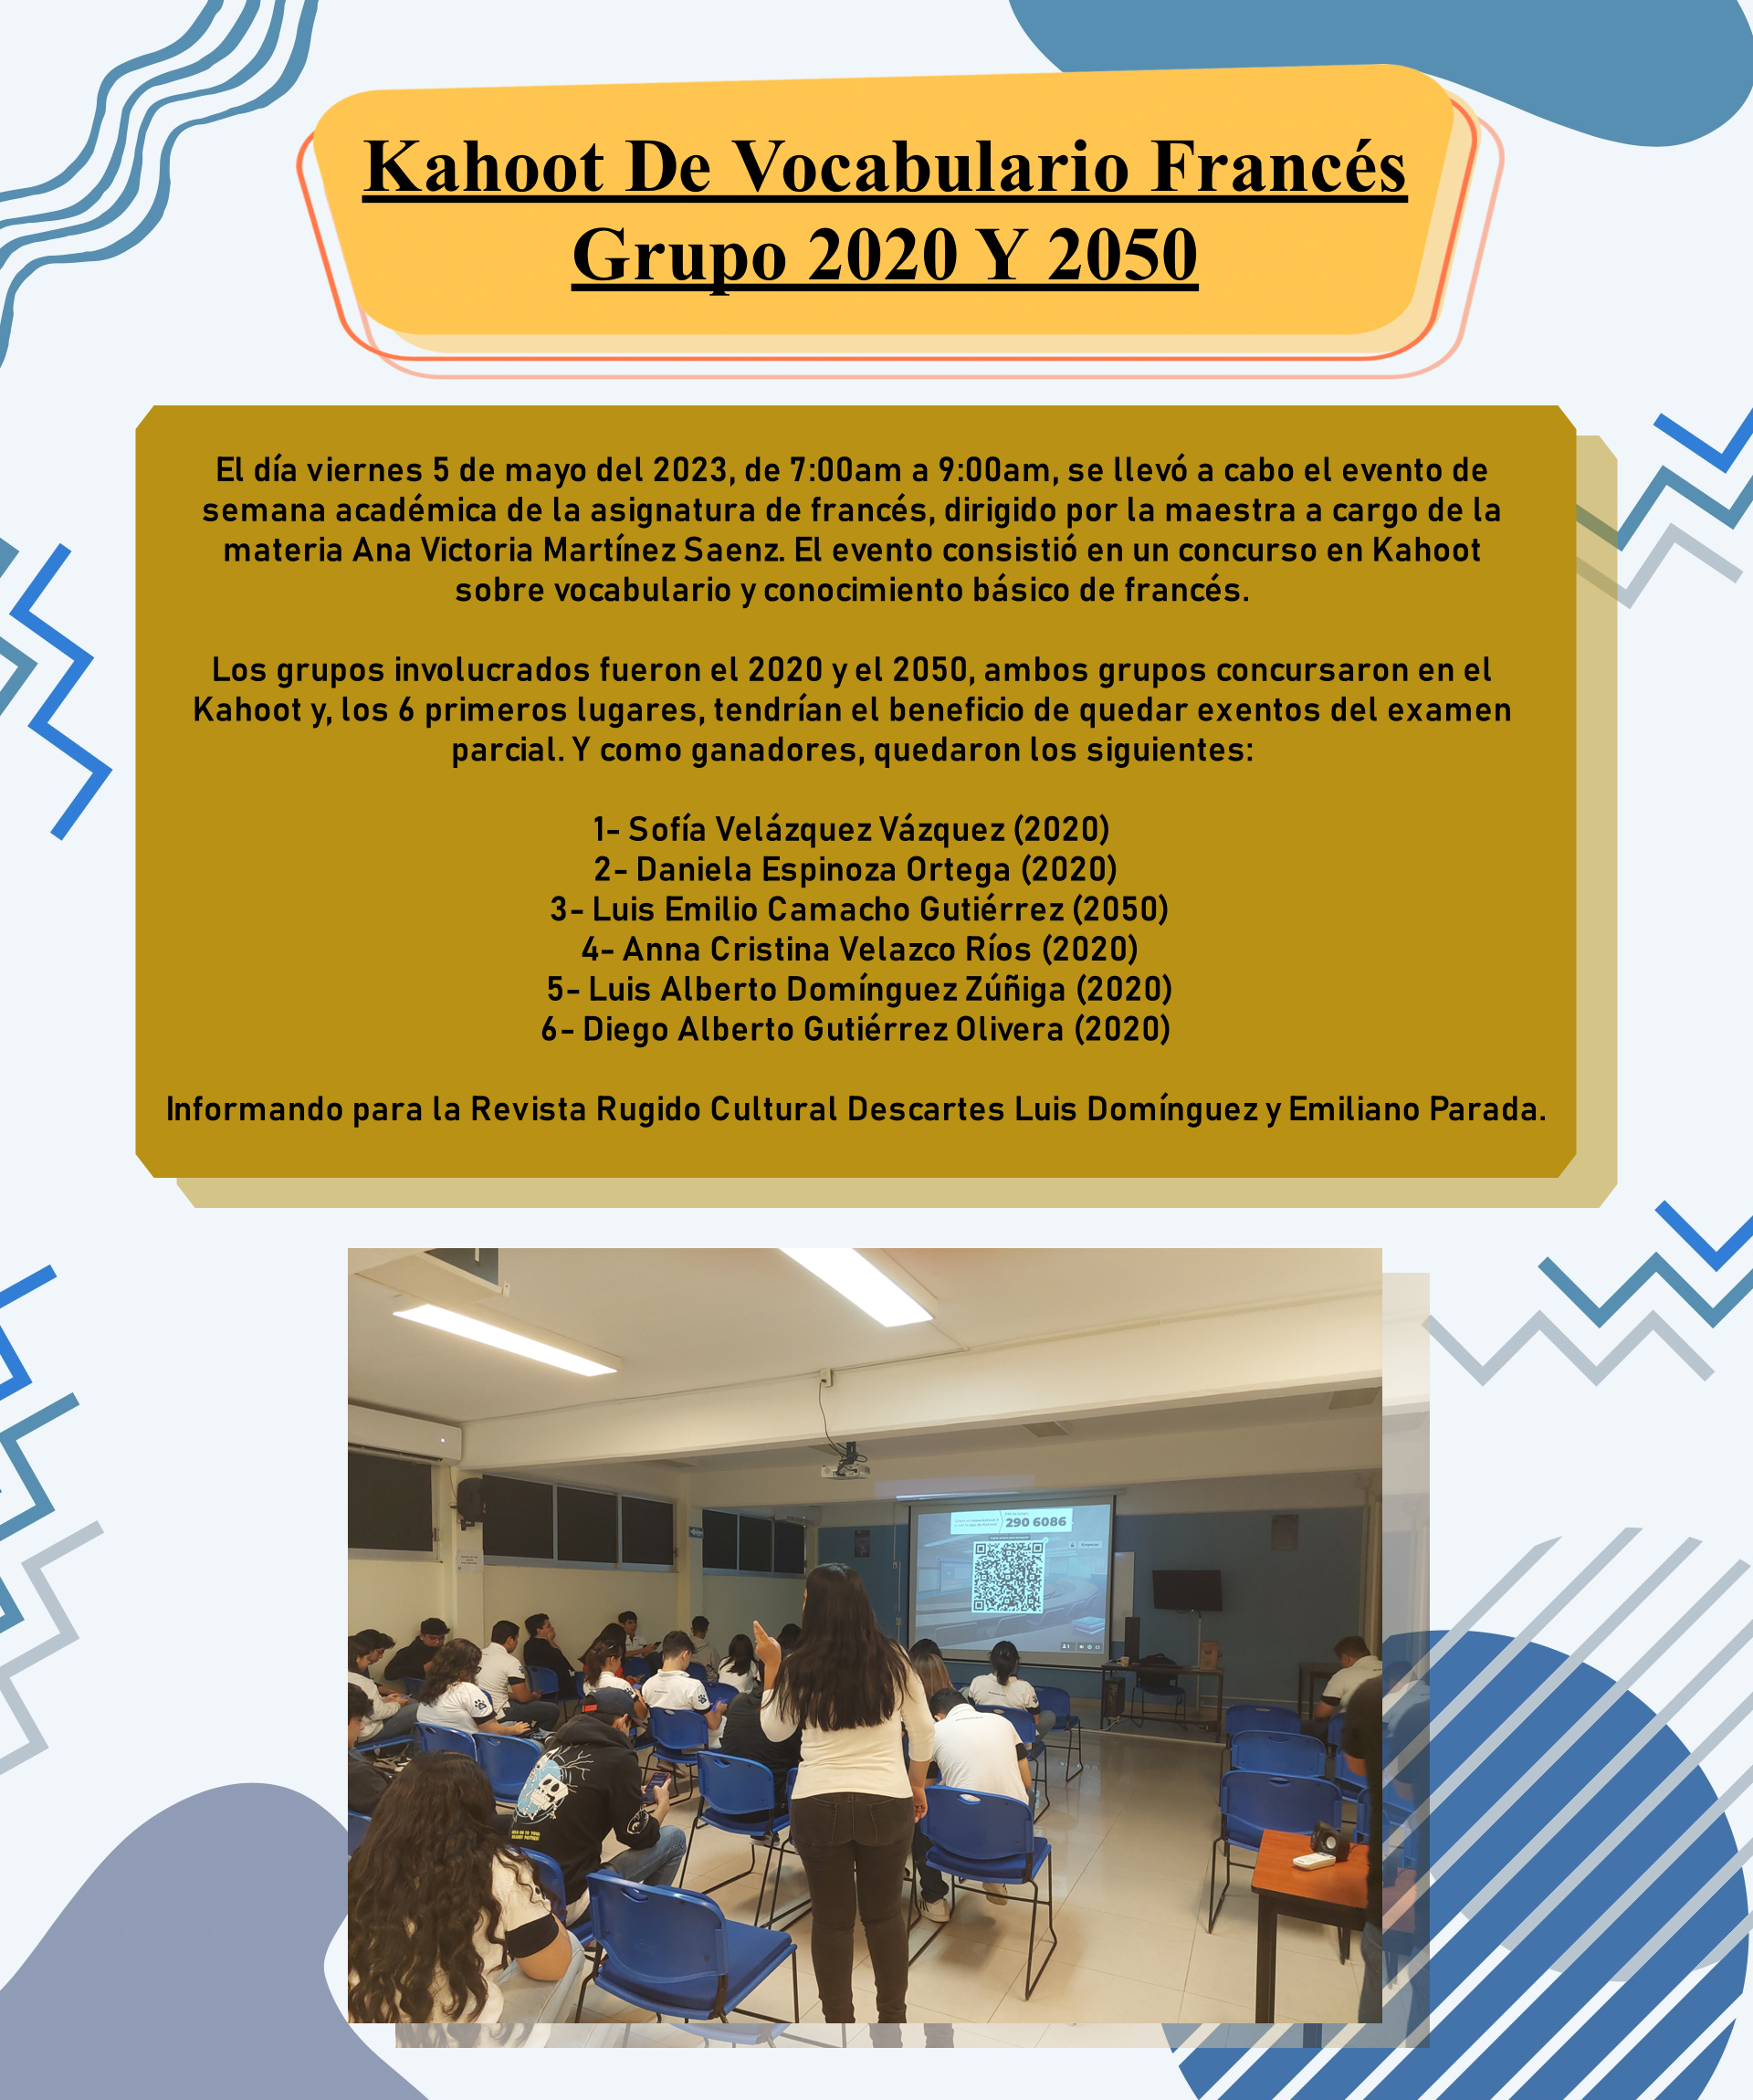 Kahoot De Vocabulario Francés
Grupo 2020 Y 2050
El día viernes 5 de mayo del 2023, de 7:00am a 9:00am, se llevó a cabo el evento de
semana académica de la asignatura de francés, dirigido por la maestra a cargo de la
materia Ana Victoria Martínez Saenz. El evento consistió en un concurso en Kahoot
sobre vocabulario y conocimiento básico de francés.
Los grupos involucrados fueron el 2020 y el 2050, ambos grupos concursaron en el
Kahoot y, los 6 primeros lugares, tendrían el beneficio de quedar exentos del examen
parcial. Y como ganadores, quedaron los siguientes:
1- Sofía Velázquez Vázquez (2020)
2- Daniela Espinoza Ortega (2020)
3- Luis Emilio Camacho Gutiérrez (2050)
4- Anna Cristina Velazco Ríos (2020)
5- Luis Alberto Domínguez Zúñiga (2020)
6- Diego Alberto Gutiérrez Olivera (2020)
Informando para la Revista Rugido Cultural Descartes Luis Domínguez y Emiliano Parada.
290 6086